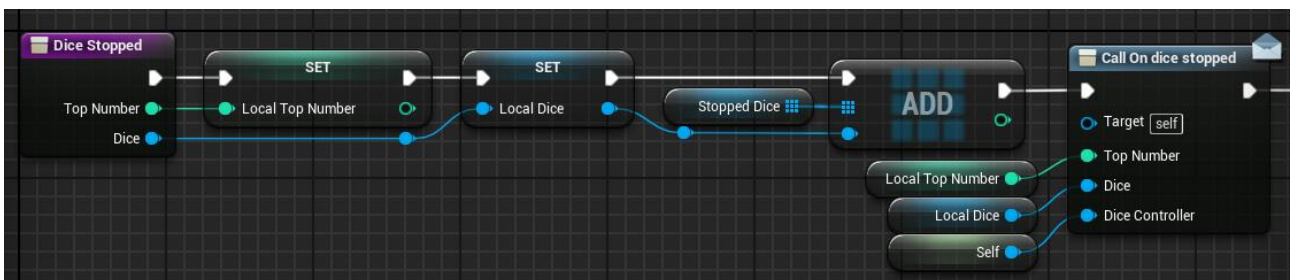 Dice Stopped
Top Number
Dice
SET
Local Top Number
SET
Local Dice
Stopped Dice
ADD
Local Top Number
Local Dice
Self
Call On dice stopped
Target self
Top Number
Dice
Dice Controller